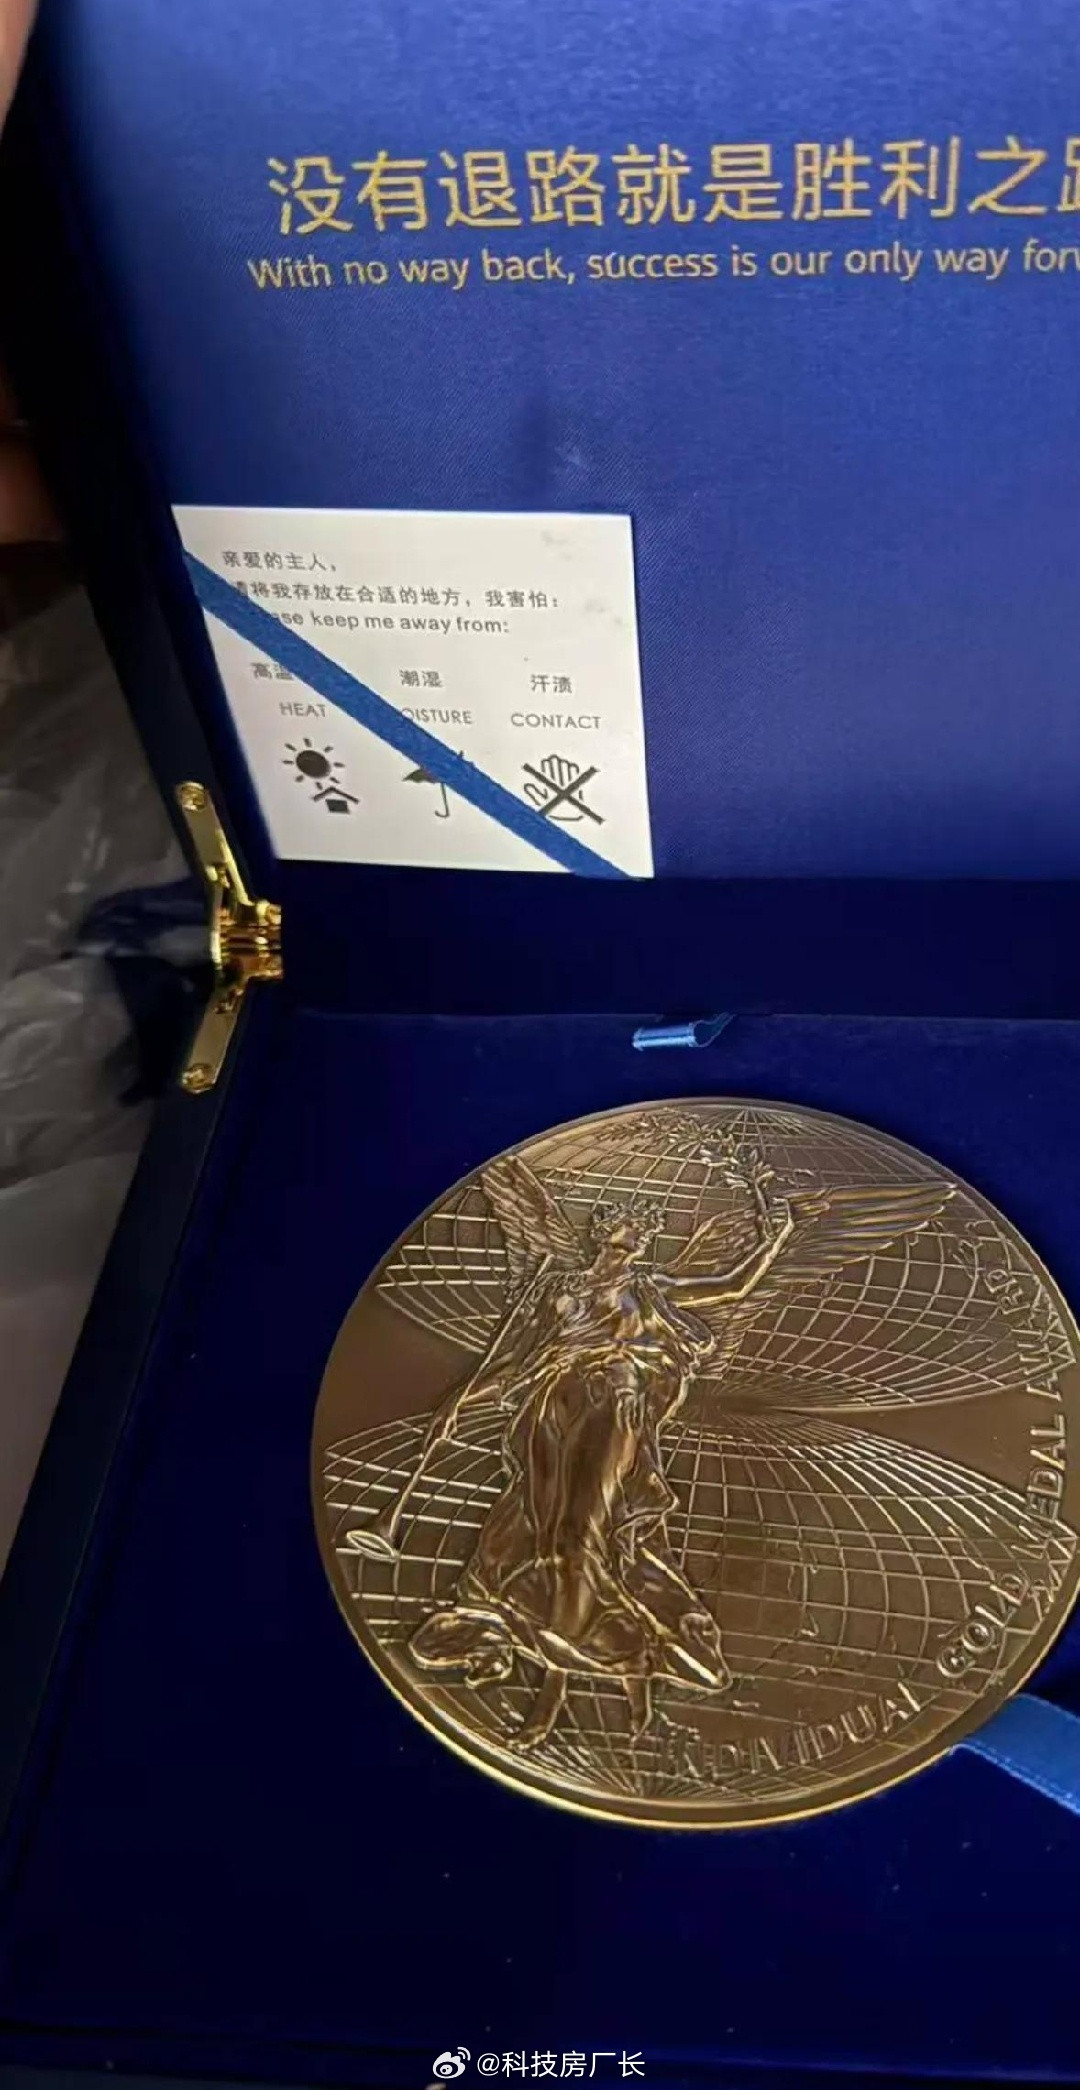 没有退路就是胜利之路
With no way back, success is our only way
亲爱的主人，
请将我存放在合适的地方，我害怕：
keep me away from:
高温 潮湿 汗渍
HEAT MOISTURE CONTACT
INDIVIDUAL GOLD MEDAL AWARD
@科技房厂长